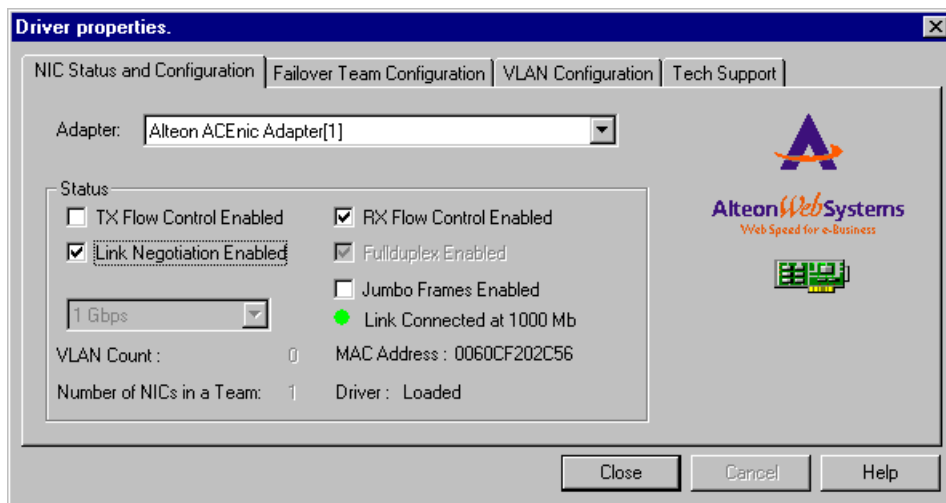 Driver properties.
NIC Status and Configuration Failover Team Configuration VLAN Configuration Tech Support
Adapter: Alteon ACEnic Adapter[1]
AlteonWebSystems
Web Speed for e-Business
Status
TX Flow Control Enabled RX Flow Control Enabled
Link Negotiation Enabled Fullduplex Enabled
Jumbo Frames Enabled
1 Gbps Link Connected at 1000 Mb
VLAN Count : 0 MAC Address : 0060CF202C56
Number of NICs in a Team: 1 Driver : Loaded
Close Cancel Help